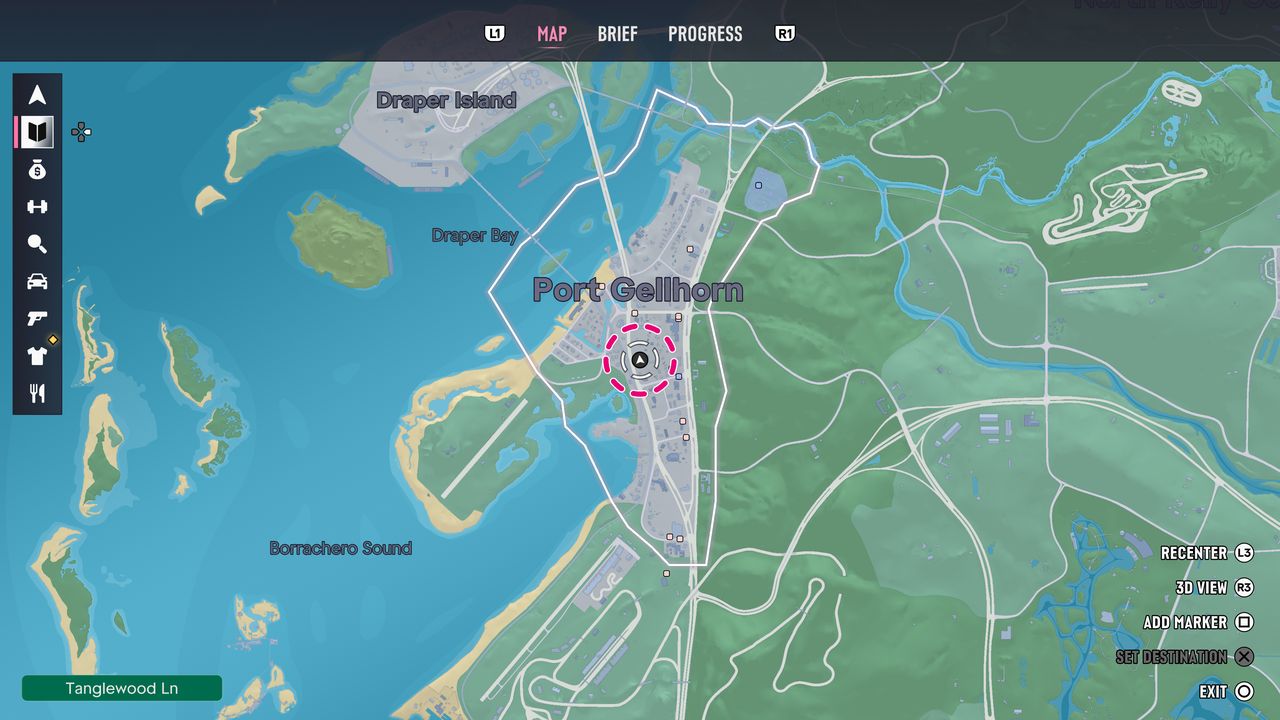 L1 MAP BRIEF PROGRESS R1
Draper Island
Draper Bay
Port Gellhorn
Borrachero Sound
RECENTER L3
3D VIEW R3
ADD MARKER
SET DESTINATION
EXIT
Tanglewood Ln